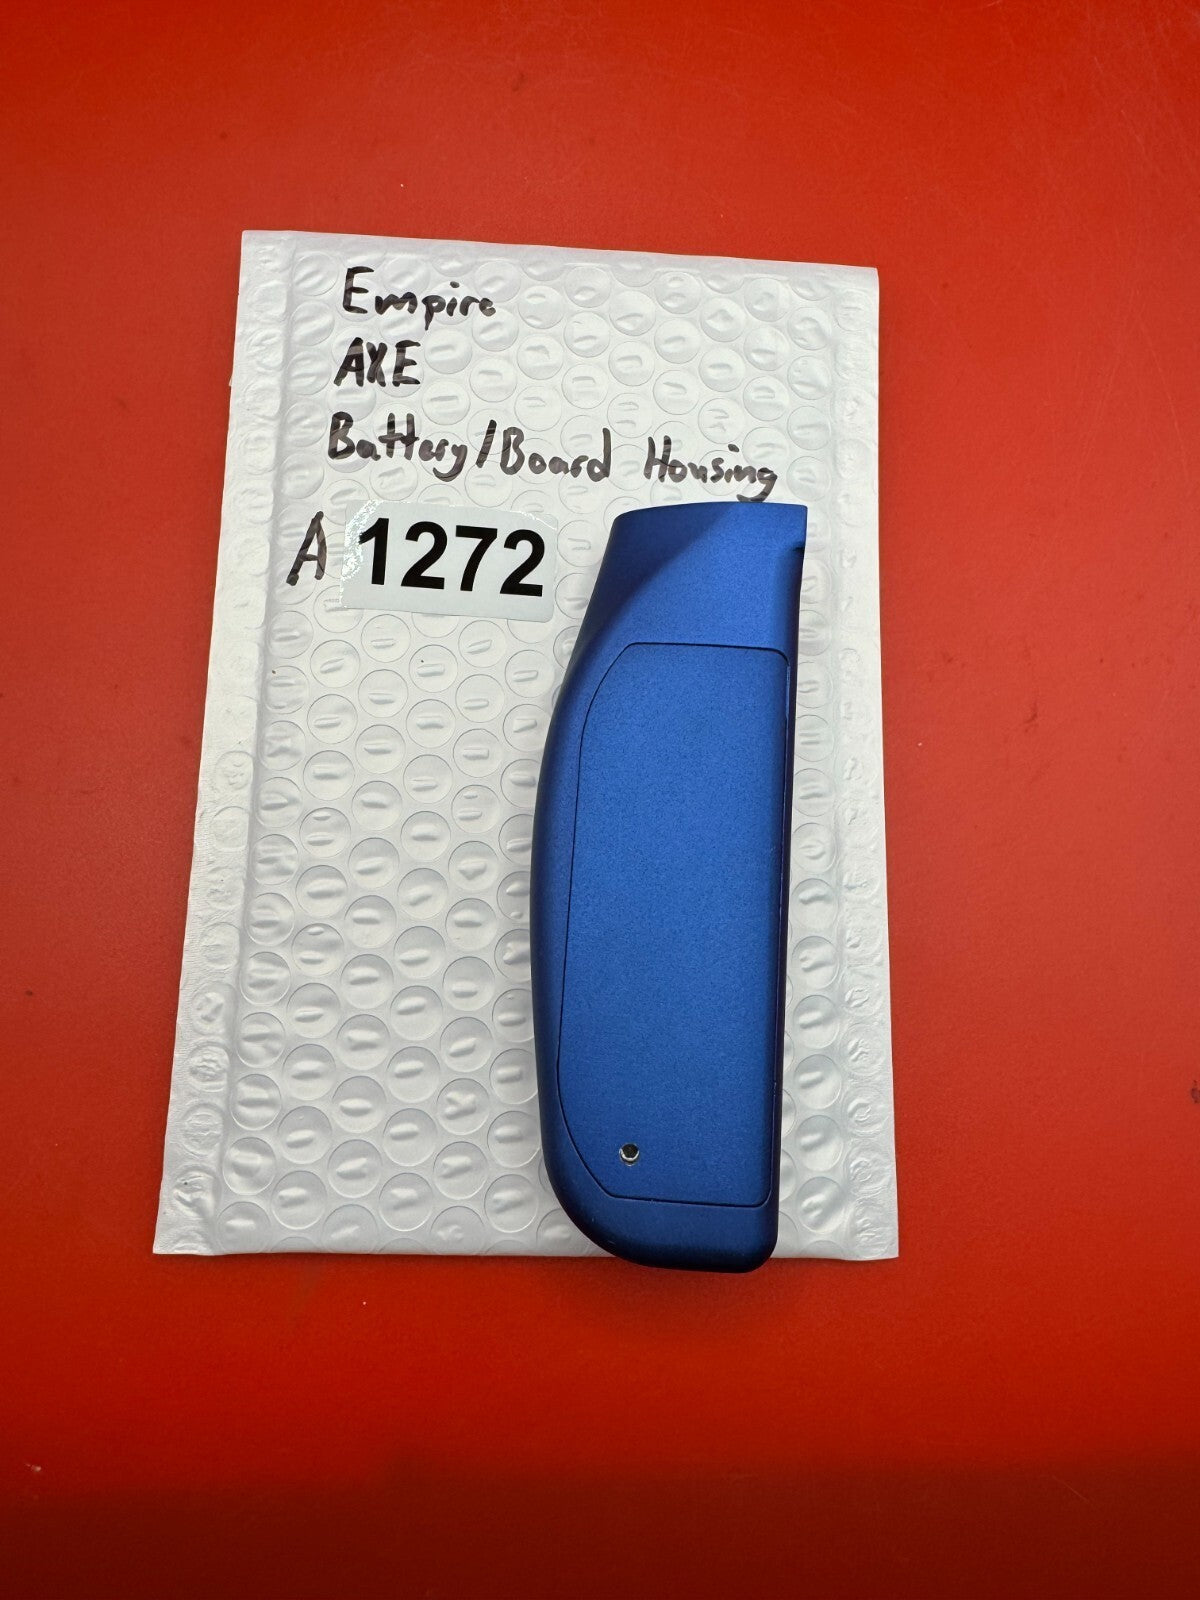 Empire
AXE
Battery/Board Housing
A 1272